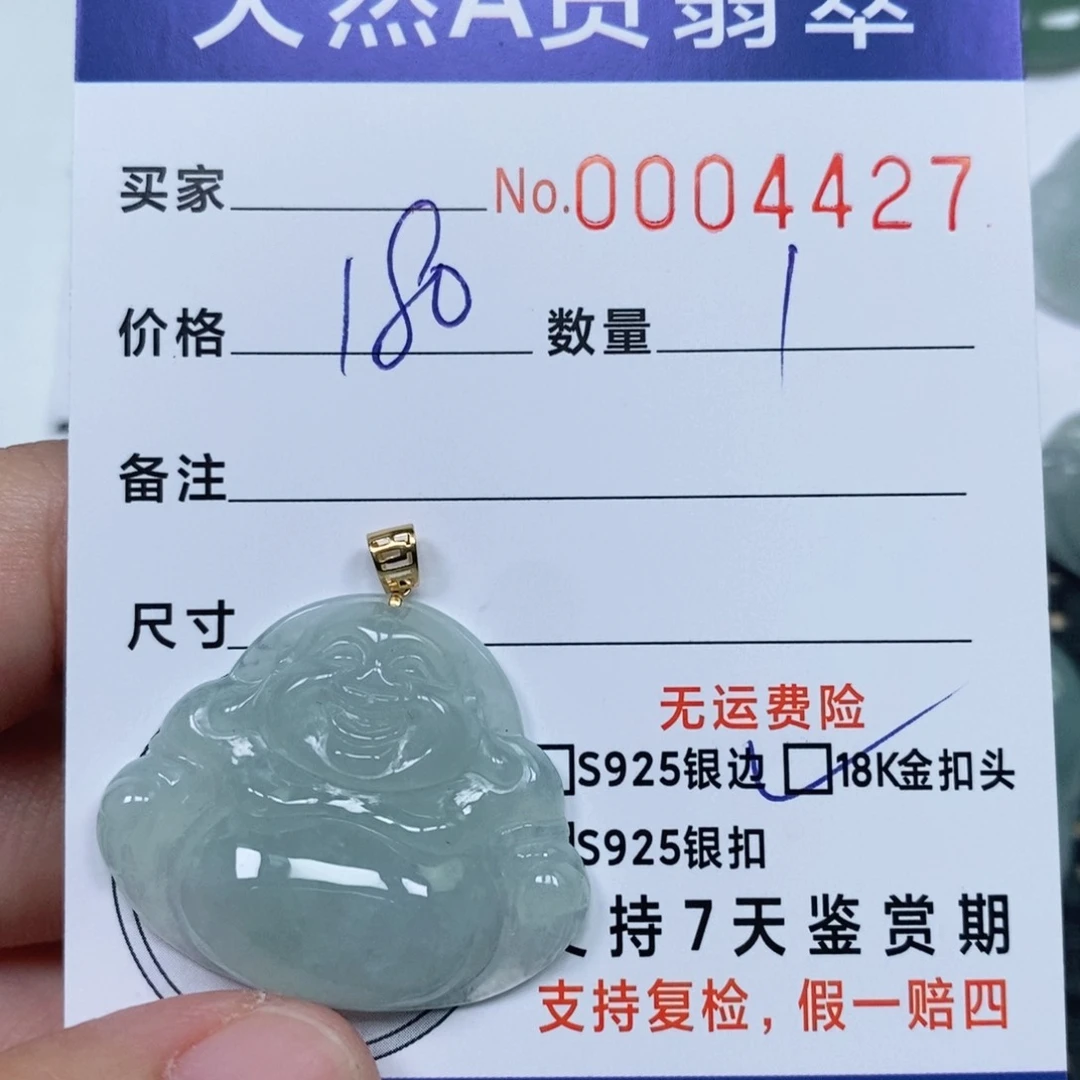 天然A货翡翠
买家 No.0004427
价格 180 数量 1
备注
尺寸
无运费险
S925银边 18K金扣头
S925银扣
支持7天鉴赏期
支持复检，假一赔四